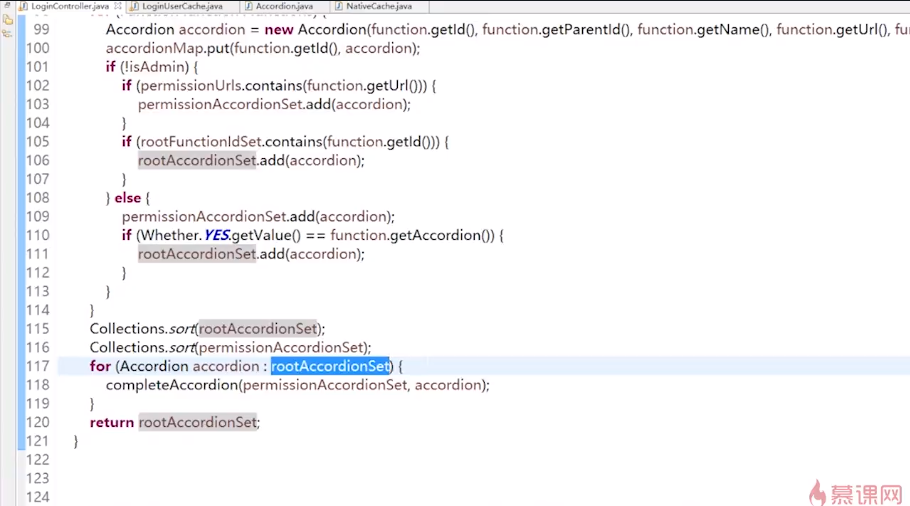 LoginController.java LoginUserCache.java Accordion.java NativeCache.java
99 Accordion accordion = new Accordion(function.getId(), function.getParentId(), function.getName(), function.getUrl(), fun
100 accordionMap.put(function.getId(), accordion);
101 if (!isAdmin) {
102 if (permissionUrls.contains(function.getUrl())) {
103 permissionAccordionSet.add(accordion);
104 }
105 if (rootFunctionIdSet.contains(function.getId())) {
106 rootAccordionSet.add(accordion);
107 }
108 } else {
109 permissionAccordionSet.add(accordion);
110 if (Whether.YES.getValue() == function.getAccordion()) {
111 rootAccordionSet.add(accordion);
112 }
113 }
114 }
115 Collections.sort(rootAccordionSet);
116 Collections.sort(permissionAccordionSet);
117 for (Accordion accordion : rootAccordionSet) {
118 completeAccordion(permissionAccordionSet, accordion);
119 }
120 return rootAccordionSet;
121 }
122
123
124
慕课网